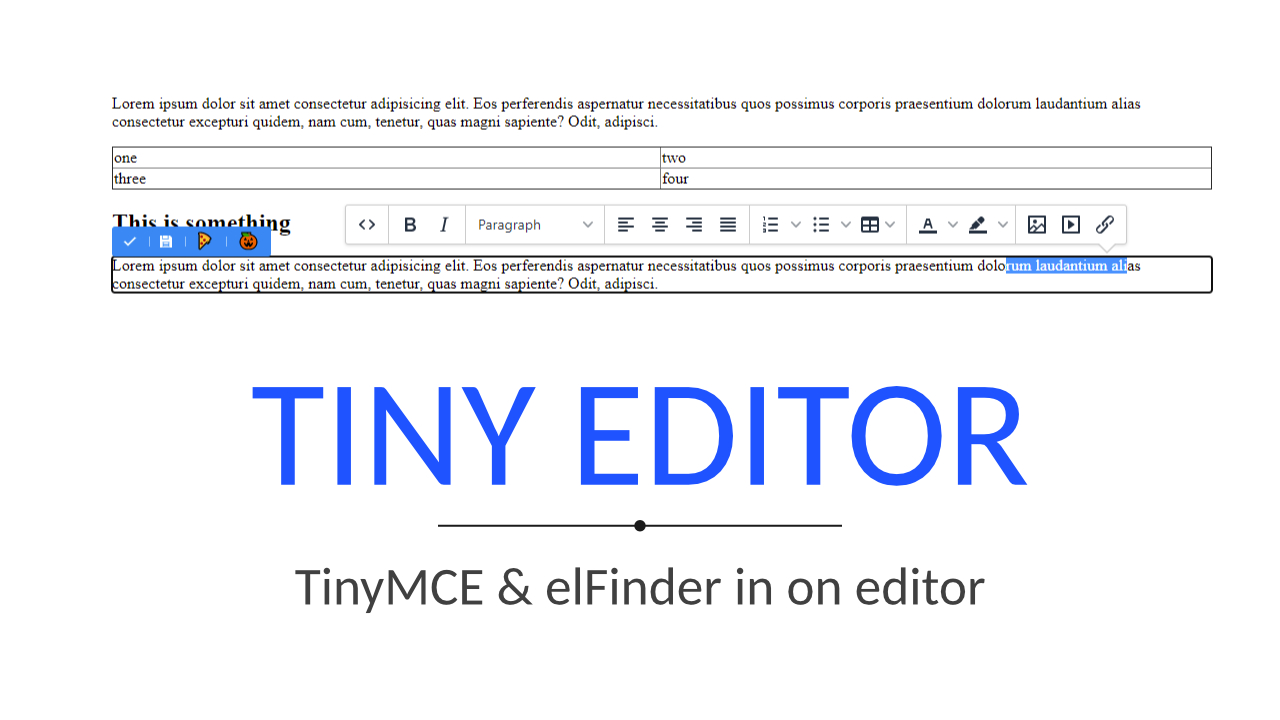 Lorem ipsum dolor sit amet consectetur adipisicing elit. Eos perferendis aspernatur necessitatibus quos possimus corporis praesentium dolorum laudantium alias
consectetur excepturi quidem, nam cum, tenetur, quas magni sapiente? Odit, adipisci.
one two
three four
This is something
B I Paragraph A
Lorem ipsum dolor sit amet consectetur adipisicing elit. Eos perferendis aspernatur necessitatibus quos possimus corporis praesentium dolorum laudantium alias
consectetur excepturi quidem, nam cum, tenetur, quas magni sapiente? Odit, adipisci.
TINY EDITOR
TinyMCE & elFinder in on editor